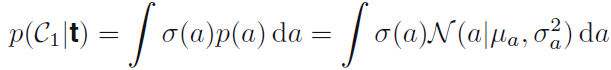 p(𝒞₁|𝐭) = ∫ σ(a)p(a) da = ∫ σ(a)𝒩(a|μₐ, σₐ²) da